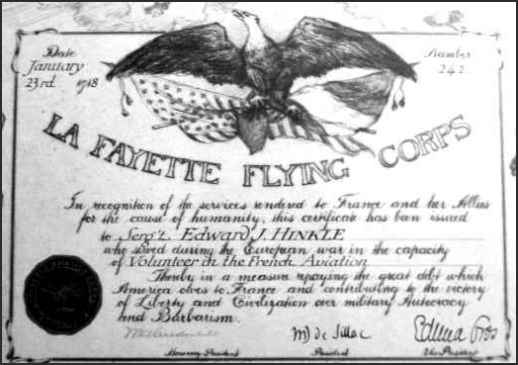 Date
January
23rd. 1918
Number
242
LA FAYETTE FLYING CORPS
In recognition of the services rendered to France and her Allies
for the cause of humanity, this certificate has been issued
to Serg't. Edward J. HINKLE
who served during the European war in the capacity
of Volunteer in the French Aviation
Thereby in a measure repaying the great debt which
America owes to France and contributing to the victory
of Liberty and Civilization over military Autocracy
and Barbarism.
de Sillac
Honorary President
President
Vice President